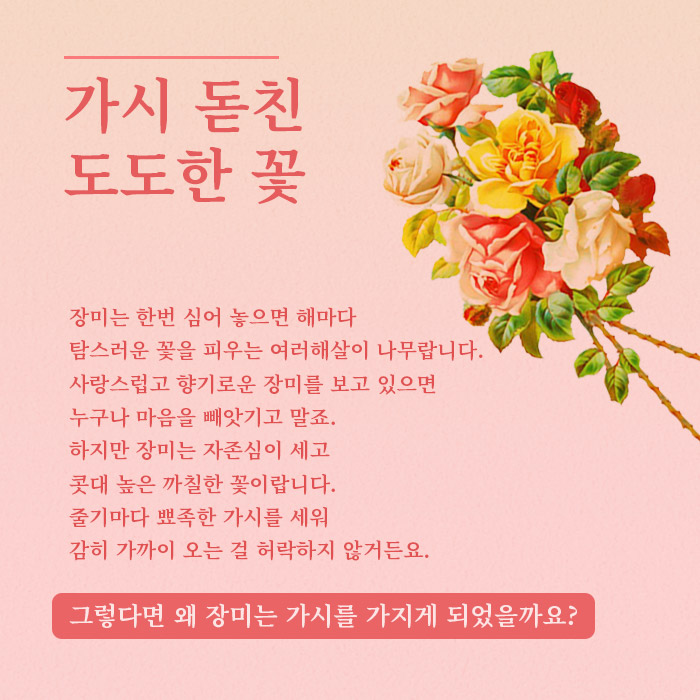 가시 돋친
도도한 꽃
장미는 한번 심어 놓으면 해마다
탐스러운 꽃을 피우는 여러해살이 나무랍니다.
사랑스럽고 향기로운 장미를 보고 있으면
누구나 마음을 빼앗기고 말죠.
하지만 장미는 자존심이 세고
콧대 높은 까칠한 꽃이랍니다.
줄기마다 뾰족한 가시를 세워
감히 가까이 오는 걸 허락하지 않거든요.
그렇다면 왜 장미는 가시를 가지게 되었을까요?